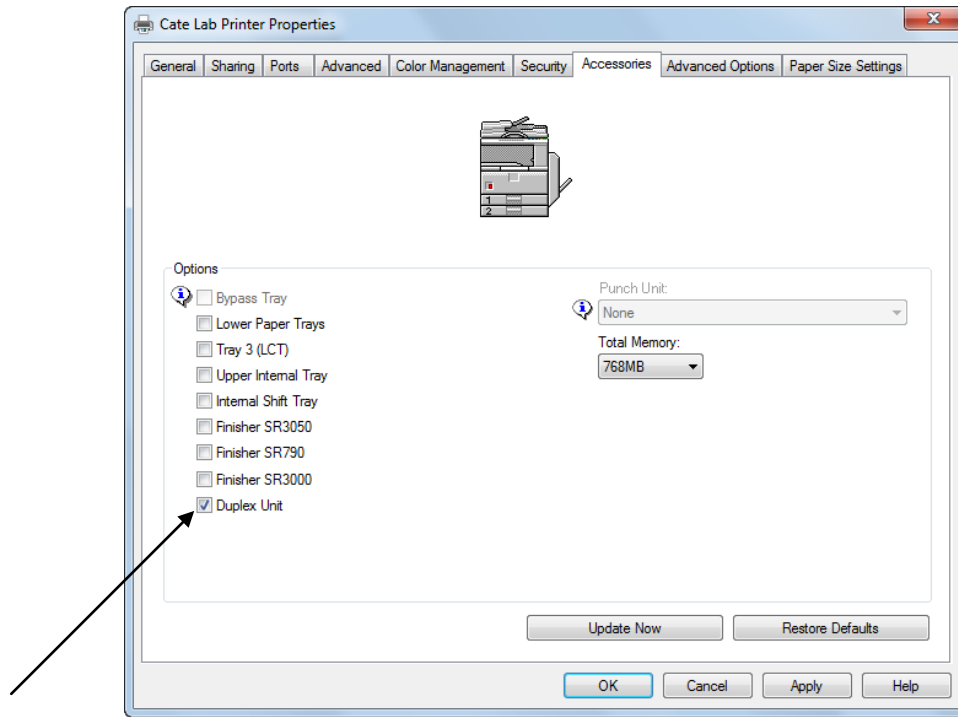 Cate Lab Printer Properties
General Sharing Ports Advanced Color Management Security Accessories Advanced Options Paper Size Settings
1
2
Options
Bypass Tray
Lower Paper Trays
Tray 3 (LCT)
Upper Internal Tray
Internal Shift Tray
Finisher SR3050
Finisher SR790
Finisher SR3000
Duplex Unit
Punch Unit:
None
Total Memory:
768MB
Update Now Restore Defaults
OK Cancel Apply Help